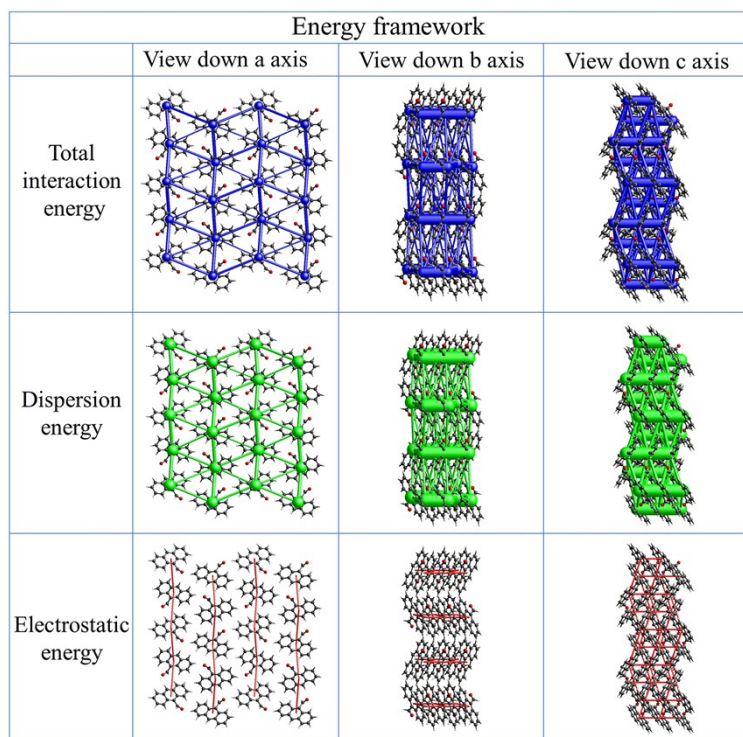 Energy framework
View down a axis
View down b axis
View down c axis
Total
interaction
energy
Dispersion
energy
Electrostatic
energy